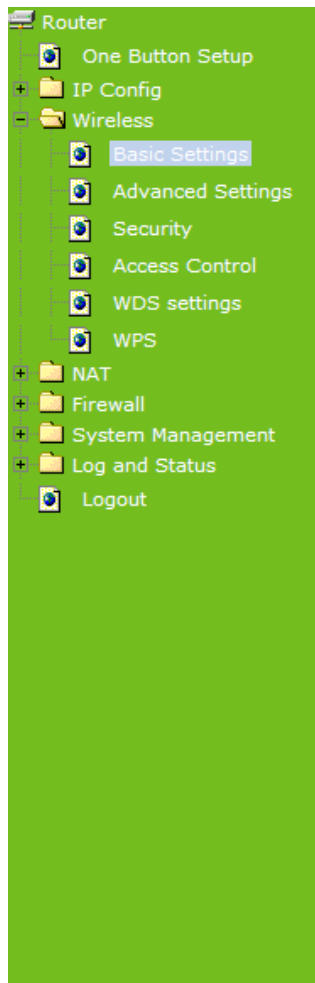 Router
One Button Setup
IP Config
Wireless
Basic Settings
Advanced Settings
Security
Access Control
WDS settings
WPS
NAT
Firewall
System Management
Log and Status
Logout